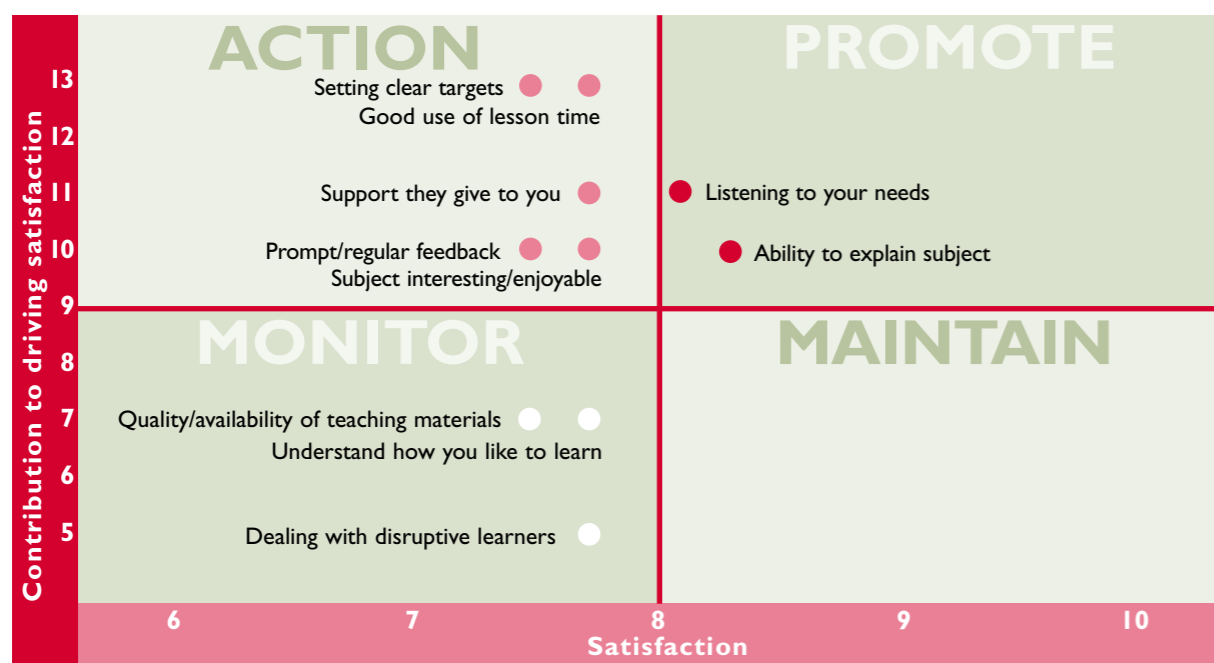 ACTION
PROMOTE
13
Setting clear targets
Good use of lesson time
12
11
Support they give to you
Listening to your needs
10
Prompt/regular feedback
Ability to explain subject
Subject interesting/enjoyable
9
MONITOR
MAINTAIN
8
7
Quality/availability of teaching materials
Understand how you like to learn
6
5
Dealing with disruptive learners
Contribution to driving satisfaction
6 7 8 9 10
Satisfaction